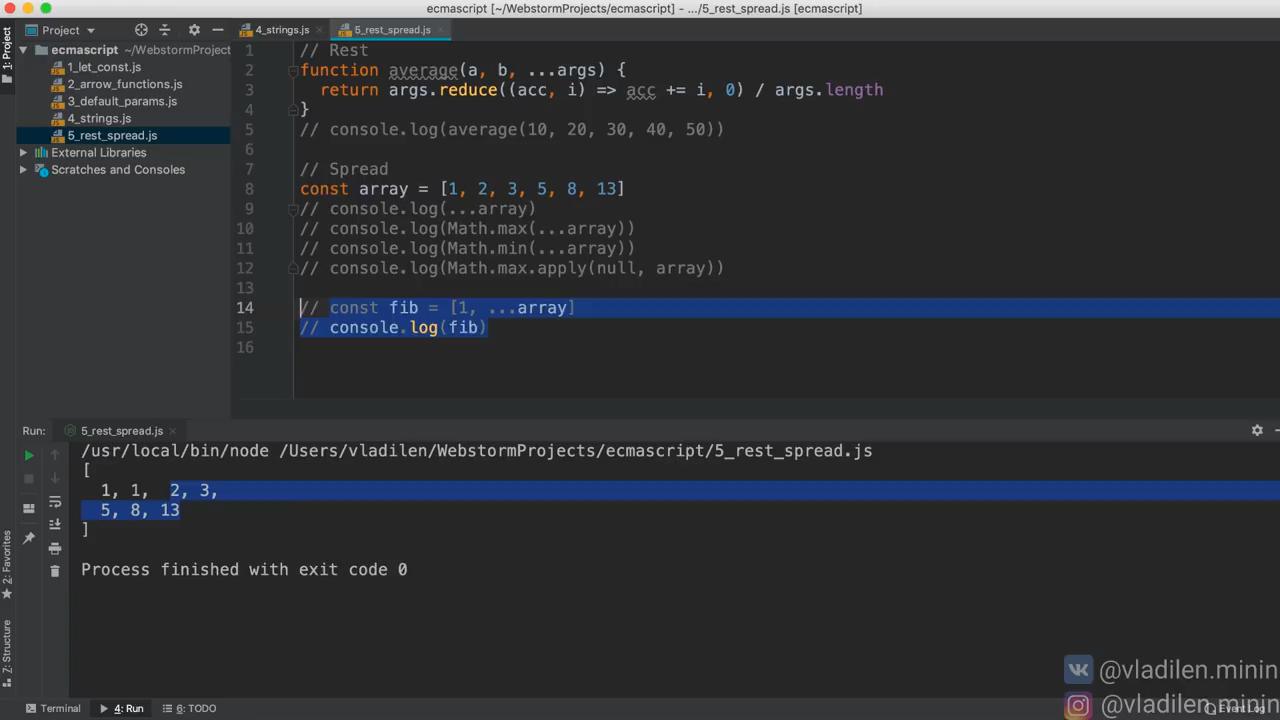 ecmascript [~/WebstormProjects/ecmascript] - .../5_rest_spread.js [ecmascript]
Project
4_strings.js
5_rest_spread.js
1: Project
ecmascript ~/WebstormProject
1_let_const.js
2_arrow_functions.js
3_default_params.js
4_strings.js
5_rest_spread.js
External Libraries
Scratches and Consoles
1 // Rest
2 function average(a, b, ...args) {
3 return args.reduce((acc, i) => acc += i, 0) / args.length
4 }
5 // console.log(average(10, 20, 30, 40, 50))
6
7 // Spread
8 const array = [1, 2, 3, 5, 8, 13]
9 // console.log(...array)
10 // console.log(Math.max(...array))
11 // console.log(Math.min(...array))
12 // console.log(Math.max.apply(null, array))
13
14 // const fib = [1, ...array]
15 // console.log(fib)
16
Run: 5_rest_spread.js
/usr/local/bin/node /Users/vladilen/WebstormProjects/ecmascript/5_rest_spread.js
[
1, 1, 2, 3,
5, 8, 13
]
Process finished with exit code 0
2: Favorites
Z: Structure
@vladilen.minin
@vladilen.minin
Terminal
4: Run
6: TODO
Event Log